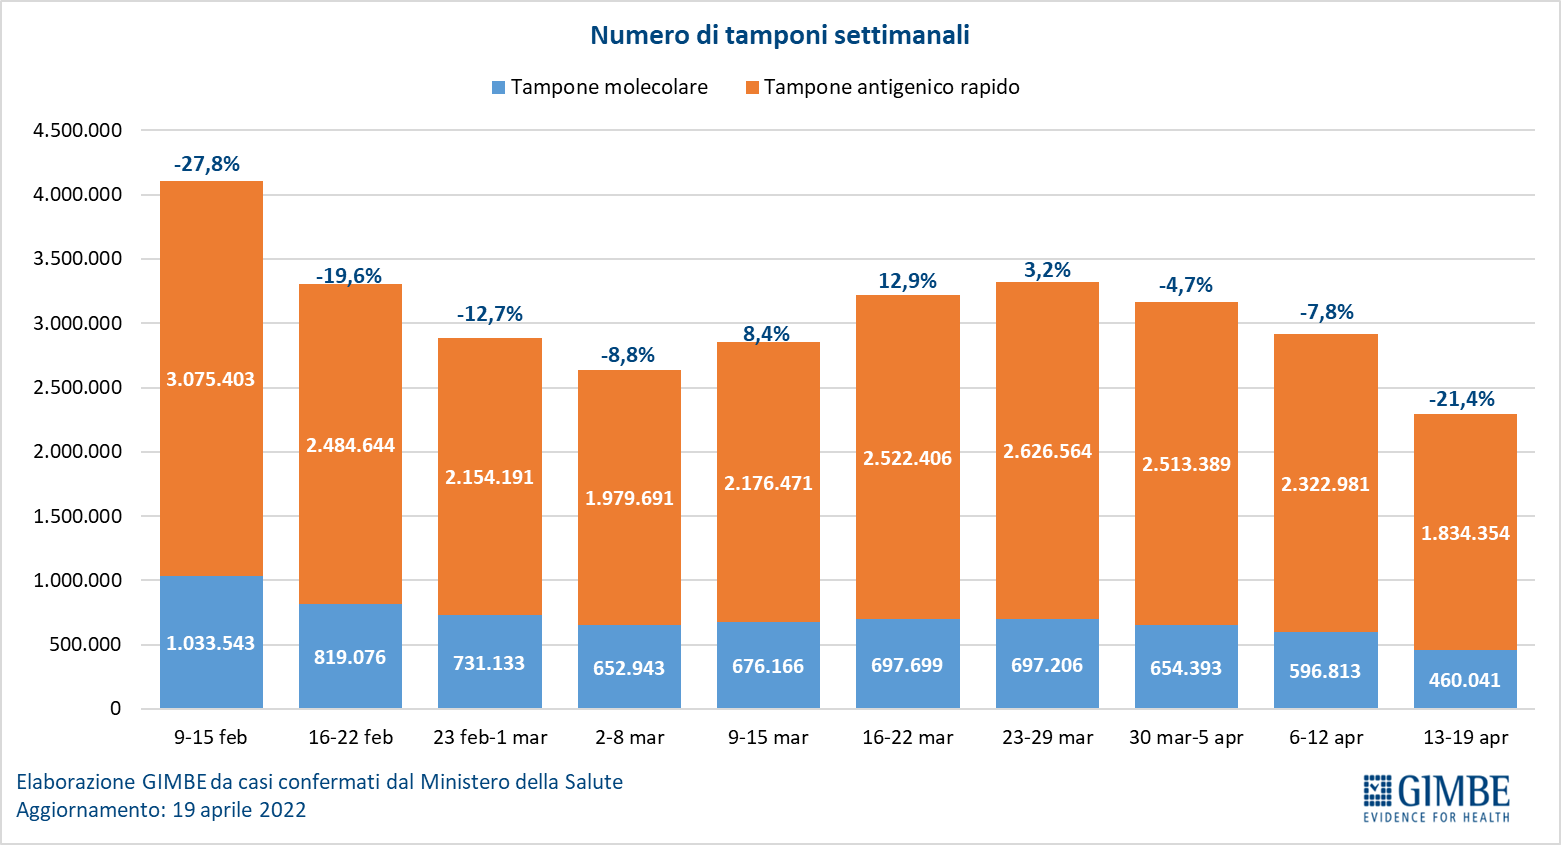 Numero di tamponi settimanali
Tampone molecolare Tampone antigenico rapido
4.500.000
4.000.000
3.500.000
3.000.000
2.500.000
2.000.000
1.500.000
1.000.000
500.000
0
-27,8% -19,6% -12,7% -8,8% 8,4% 12,9% 3,2% -4,7% -7,8% -21,4%
3.075.403 2.484.644 2.154.191 1.979.691 2.176.471 2.522.406 2.626.564 2.513.389 2.322.981 1.834.354
1.033.543 819.076 731.133 652.943 676.166 697.699 697.206 654.393 596.813 460.041
9-15 feb 16-22 feb 23 feb-1 mar 2-8 mar 9-15 mar 16-22 mar 23-29 mar 30 mar-5 apr 6-12 apr 13-19 apr
Elaborazione GIMBE da casi confermati dal Ministero della Salute
Aggiornamento: 19 aprile 2022
GIMBE
EVIDENCE FOR HEALTH